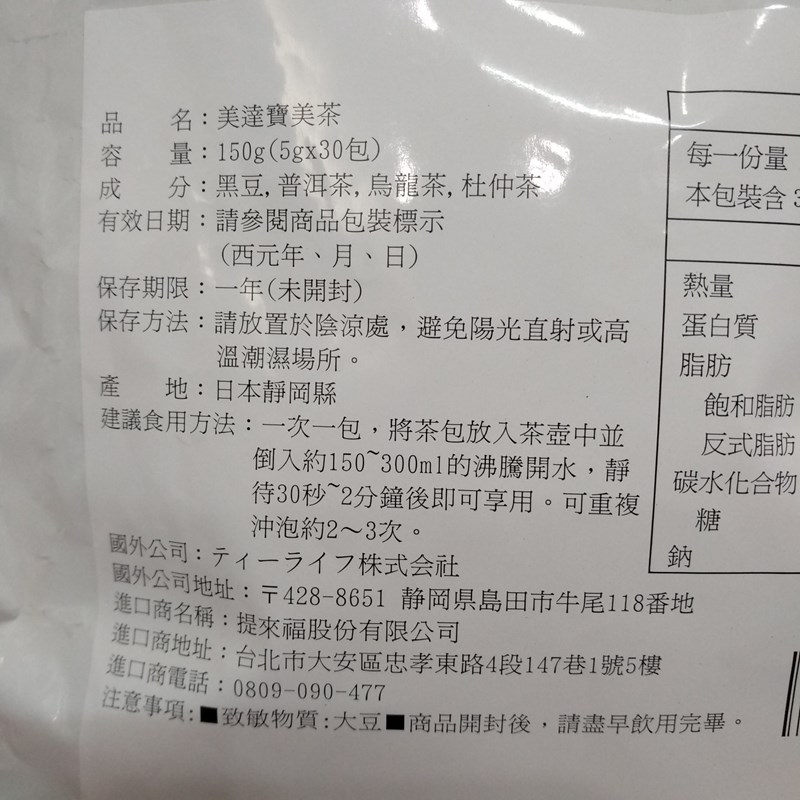 品 名：美達寶美茶
容 量：150g(5gx30包)
成 分：黑豆,普洱茶,烏龍茶,杜仲茶
有效日期：請參閱商品包裝標示
(西元年、月、日)
保存期限：一年(未開封)
保存方法：請放置於陰涼處，避免陽光直射或高
溫潮濕場所。
產 地：日本靜岡縣
建議食用方法：一次一包，將茶包放入茶壺中並
倒入約150~300ml的沸騰開水，靜
待30秒~2分鐘後即可享用。可重複
沖泡約2～3次。
國外公司：ティーライフ株式会社
國外公司地址：〒428-8651 静岡県島田市牛尾118番地
進口商名稱：提來福股份有限公司
進口商地址：台北市大安區忠孝東路4段147巷1號5樓
進口商電話：0809-090-477
注意事項:■致敏物質:大豆■商品開封後，請盡早飲用完畢。
每一份量
本包裝含
熱量
蛋白質
脂肪
飽和脂肪
反式脂肪
碳水化合物
糖
鈉